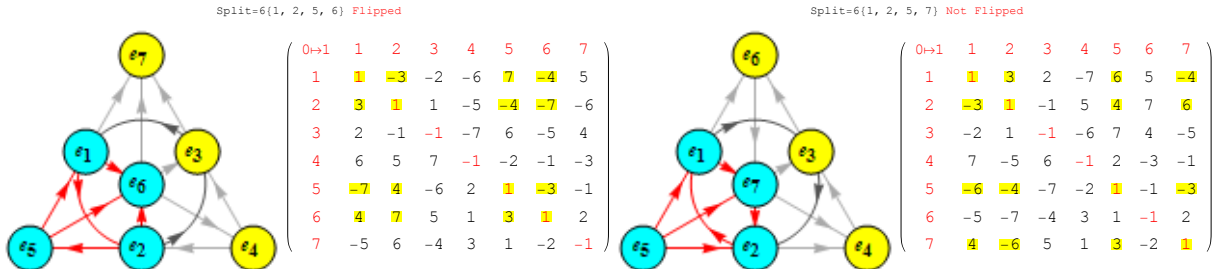 Split=6{1, 2, 5, 6} Flipped
e7
e1
e3
e6
e5
e2
e4
0↦1 1 2 3 4 5 6 7
1 1 -3 -2 -6 7 -4 5
2 3 1 1 -5 -4 -7 -6
3 2 -1 -1 -7 6 -5 4
4 6 5 7 -1 -2 -1 -3
5 -7 4 -6 2 1 -3 -1
6 4 7 5 1 3 1 2
7 -5 6 -4 3 1 -2 -1
Split=6{1, 2, 5, 7} Not Flipped
e6
e1
e3
e7
e5
e2
e4
0↦1 1 2 3 4 5 6 7
1 1 3 2 -7 6 5 -4
2 -3 1 -1 5 4 7 6
3 -2 1 -1 -6 7 4 -5
4 7 -5 6 -1 2 -3 -1
5 -6 -4 -7 -2 1 -1 -3
6 -5 -7 -4 3 1 -1 2
7 4 -6 5 1 3 -2 1